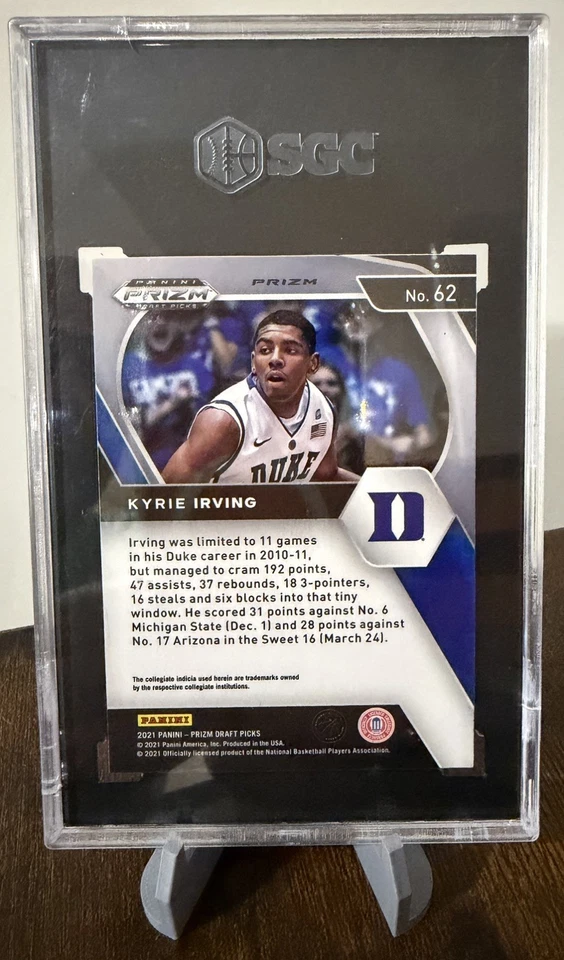 SGC
PANINI
PRIZM
DRAFT PICKS
PRIZM
No. 62
DUKE
KYRIE IRVING
D
Irving was limited to 11 games
in his Duke career in 2010-11,
but managed to cram 192 points,
47 assists, 37 rebounds, 18 3-pointers,
16 steals and six blocks into that tiny
window. He scored 31 points against No. 6
Michigan State (Dec. 1) and 28 points against
No. 17 Arizona in the Sweet 16 (March 24).
The collegiate indicia used herein are trademarks owned
by the respective collegiate institutions.
PANINI
2021 PANINI – PRIZM DRAFT PICKS
© 2021 Panini America, Inc. Produced in the USA.
© 2021 Officially licensed product of the National Basketball Players Association.